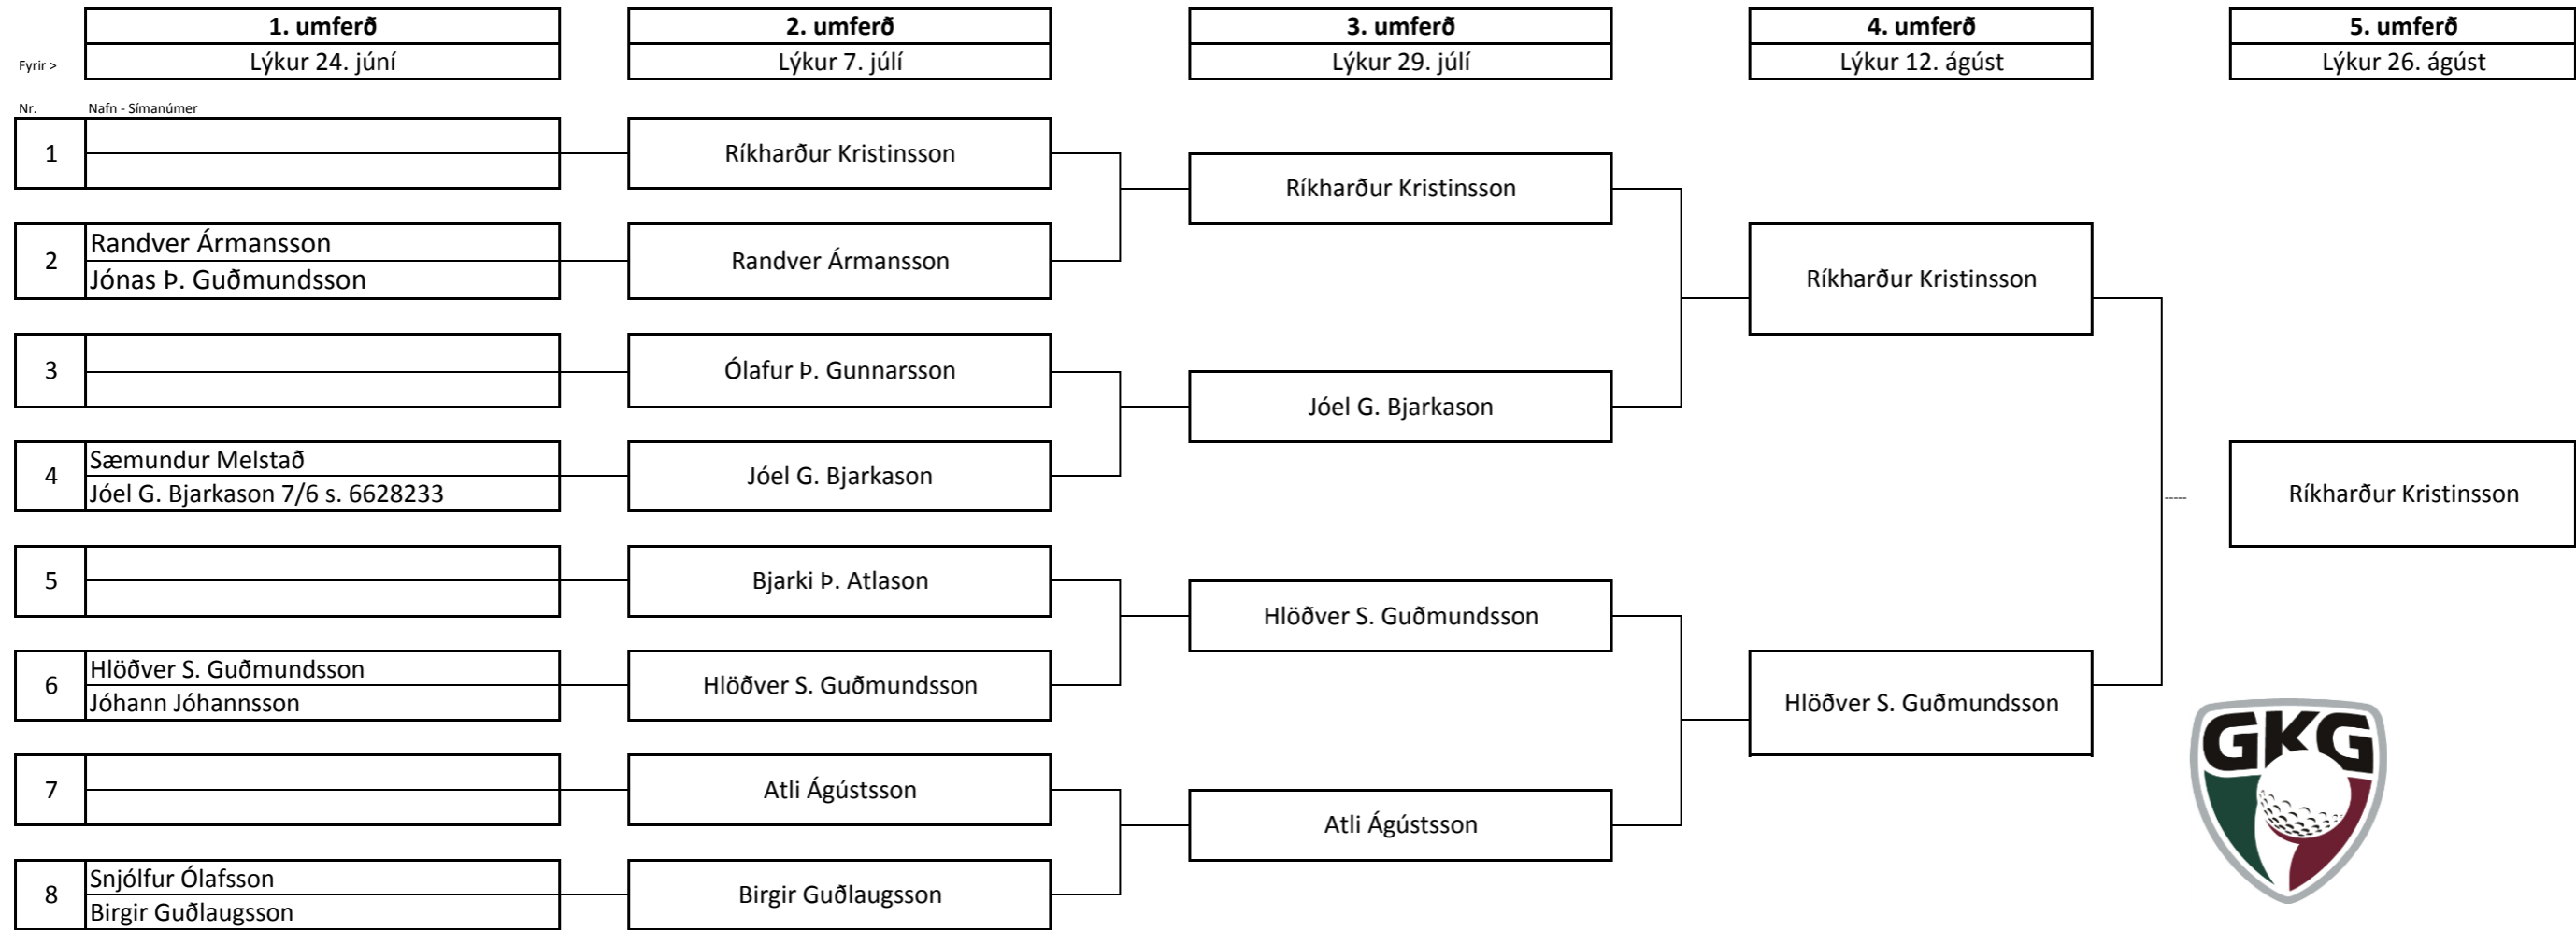 1. umferð
2. umferð
3. umferð
4. umferð
5. umferð
Fyrir >
Lýkur 24. júní
Lýkur 7. júlí
Lýkur 29. júlí
Lýkur 12. ágúst
Lýkur 26. ágúst
Nr.
Nafn - Símanúmer
1
Ríkharður Kristinsson
Ríkharður Kristinsson
2
Randver Ármansson
Jónas Þ. Guðmundsson
Randver Ármansson
Ríkharður Kristinsson
3
Ólafur Þ. Gunnarsson
Jóel G. Bjarkason
4
Sæmundur Melstað
Jóel G. Bjarkason 7/6 s. 6628233
Jóel G. Bjarkason
Ríkharður Kristinsson
5
Bjarki Þ. Atlason
Hlöðver S. Guðmundsson
6
Hlöðver S. Guðmundsson
Jóhann Jóhannsson
Hlöðver S. Guðmundsson
Hlöðver S. Guðmundsson
7
Atli Ágústsson
Atli Ágústsson
8
Snjólfur Ólafsson
Birgir Guðlaugsson
Birgir Guðlaugsson
GKG